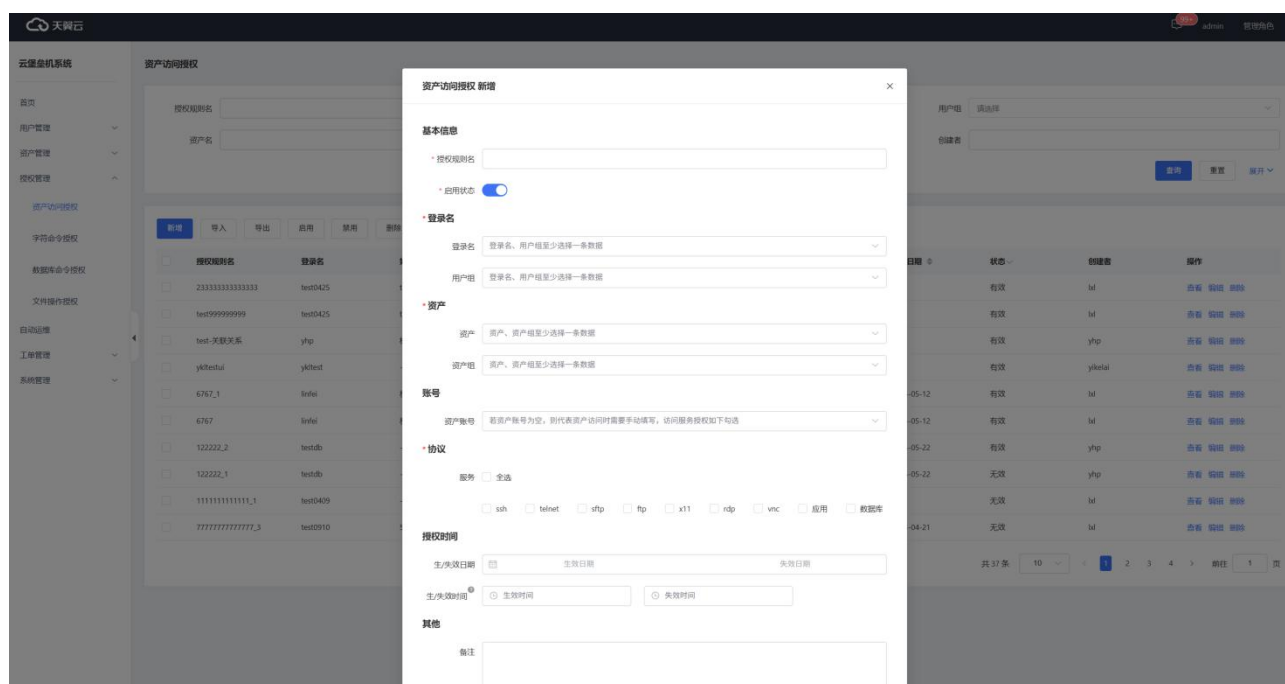 天翼云
99+ admin 管理角色
云堡垒机系统
首页
用户管理
资产管理
授权管理
资产访问授权
字符命令授权
数据库命令授权
文件操作授权
自动运维
工单管理
系统管理
资产访问授权
授权规则名
资产名
用户组 请选择
创建者
查询 重置 展开
新增 导入 导出 启用 禁用 删除
授权规则名 登录名 日期 状态 创建者 操作
233333333333333 test0425 有效 lxl 查看 编辑 删除
test999999999 test0425 有效 lxl 查看 编辑 删除
test-关联关系 yhp 有效 yhp 查看 编辑 删除
ykltestui ykltest 有效 yikelai 查看 编辑 删除
6767_1 linfei -05-12 有效 lxl 查看 编辑 删除
6767 linfei -05-12 有效 lxl 查看 编辑 删除
122222_2 testdb -05-22 有效 yhp 查看 编辑 删除
122222_1 testdb -05-22 无效 yhp 查看 编辑 删除
1111111111111_1 test0409 无效 lxl 查看 编辑 删除
77777777777777_3 test0910 -04-21 无效 lxl 查看 编辑 删除
共 37 条 10 1 2 3 4 前往 1 页
资产访问授权 新增
基本信息
* 授权规则名
* 启用状态
* 登录名
登录名 登录名、用户组至少选择一条数据
用户组 登录名、用户组至少选择一条数据
* 资产
资产 资产、资产组至少选择一条数据
资产组 资产、资产组至少选择一条数据
账号
资产账号 若资产账号为空，则代表资产访问时需要手动填写，访问服务授权如下勾选
* 协议
服务 全选
ssh telnet sftp ftp x11 rdp vnc 应用 数据库
授权时间
生/失效日期 生效日期 失效日期
生/失效时间 生效时间 失效时间
其他
备注